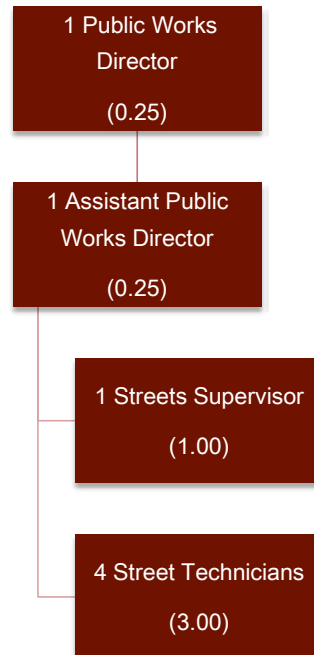 1 Public Works
Director
(0.25)
1 Assistant Public
Works Director
(0.25)
1 Streets Supervisor
(1.00)
4 Street Technicians
(3.00)